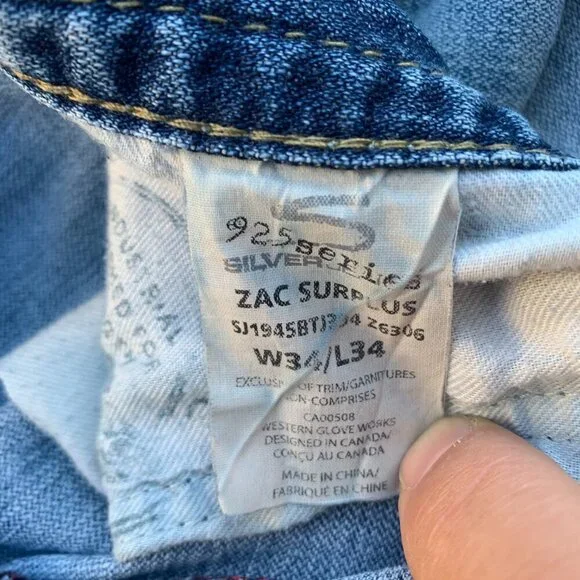 S
925series
SILVER
ZAC SURPLUS
W34/L34
EXCLUSI OF TRIM/GARNITURES
NON-COMPRISES
CA00508
WESTERN GLOVE WORKS
DESIGNED IN CANADA/
CONÇU AU CANADA
MADE IN CHINA/
FABRIQUÉ EN CHINE